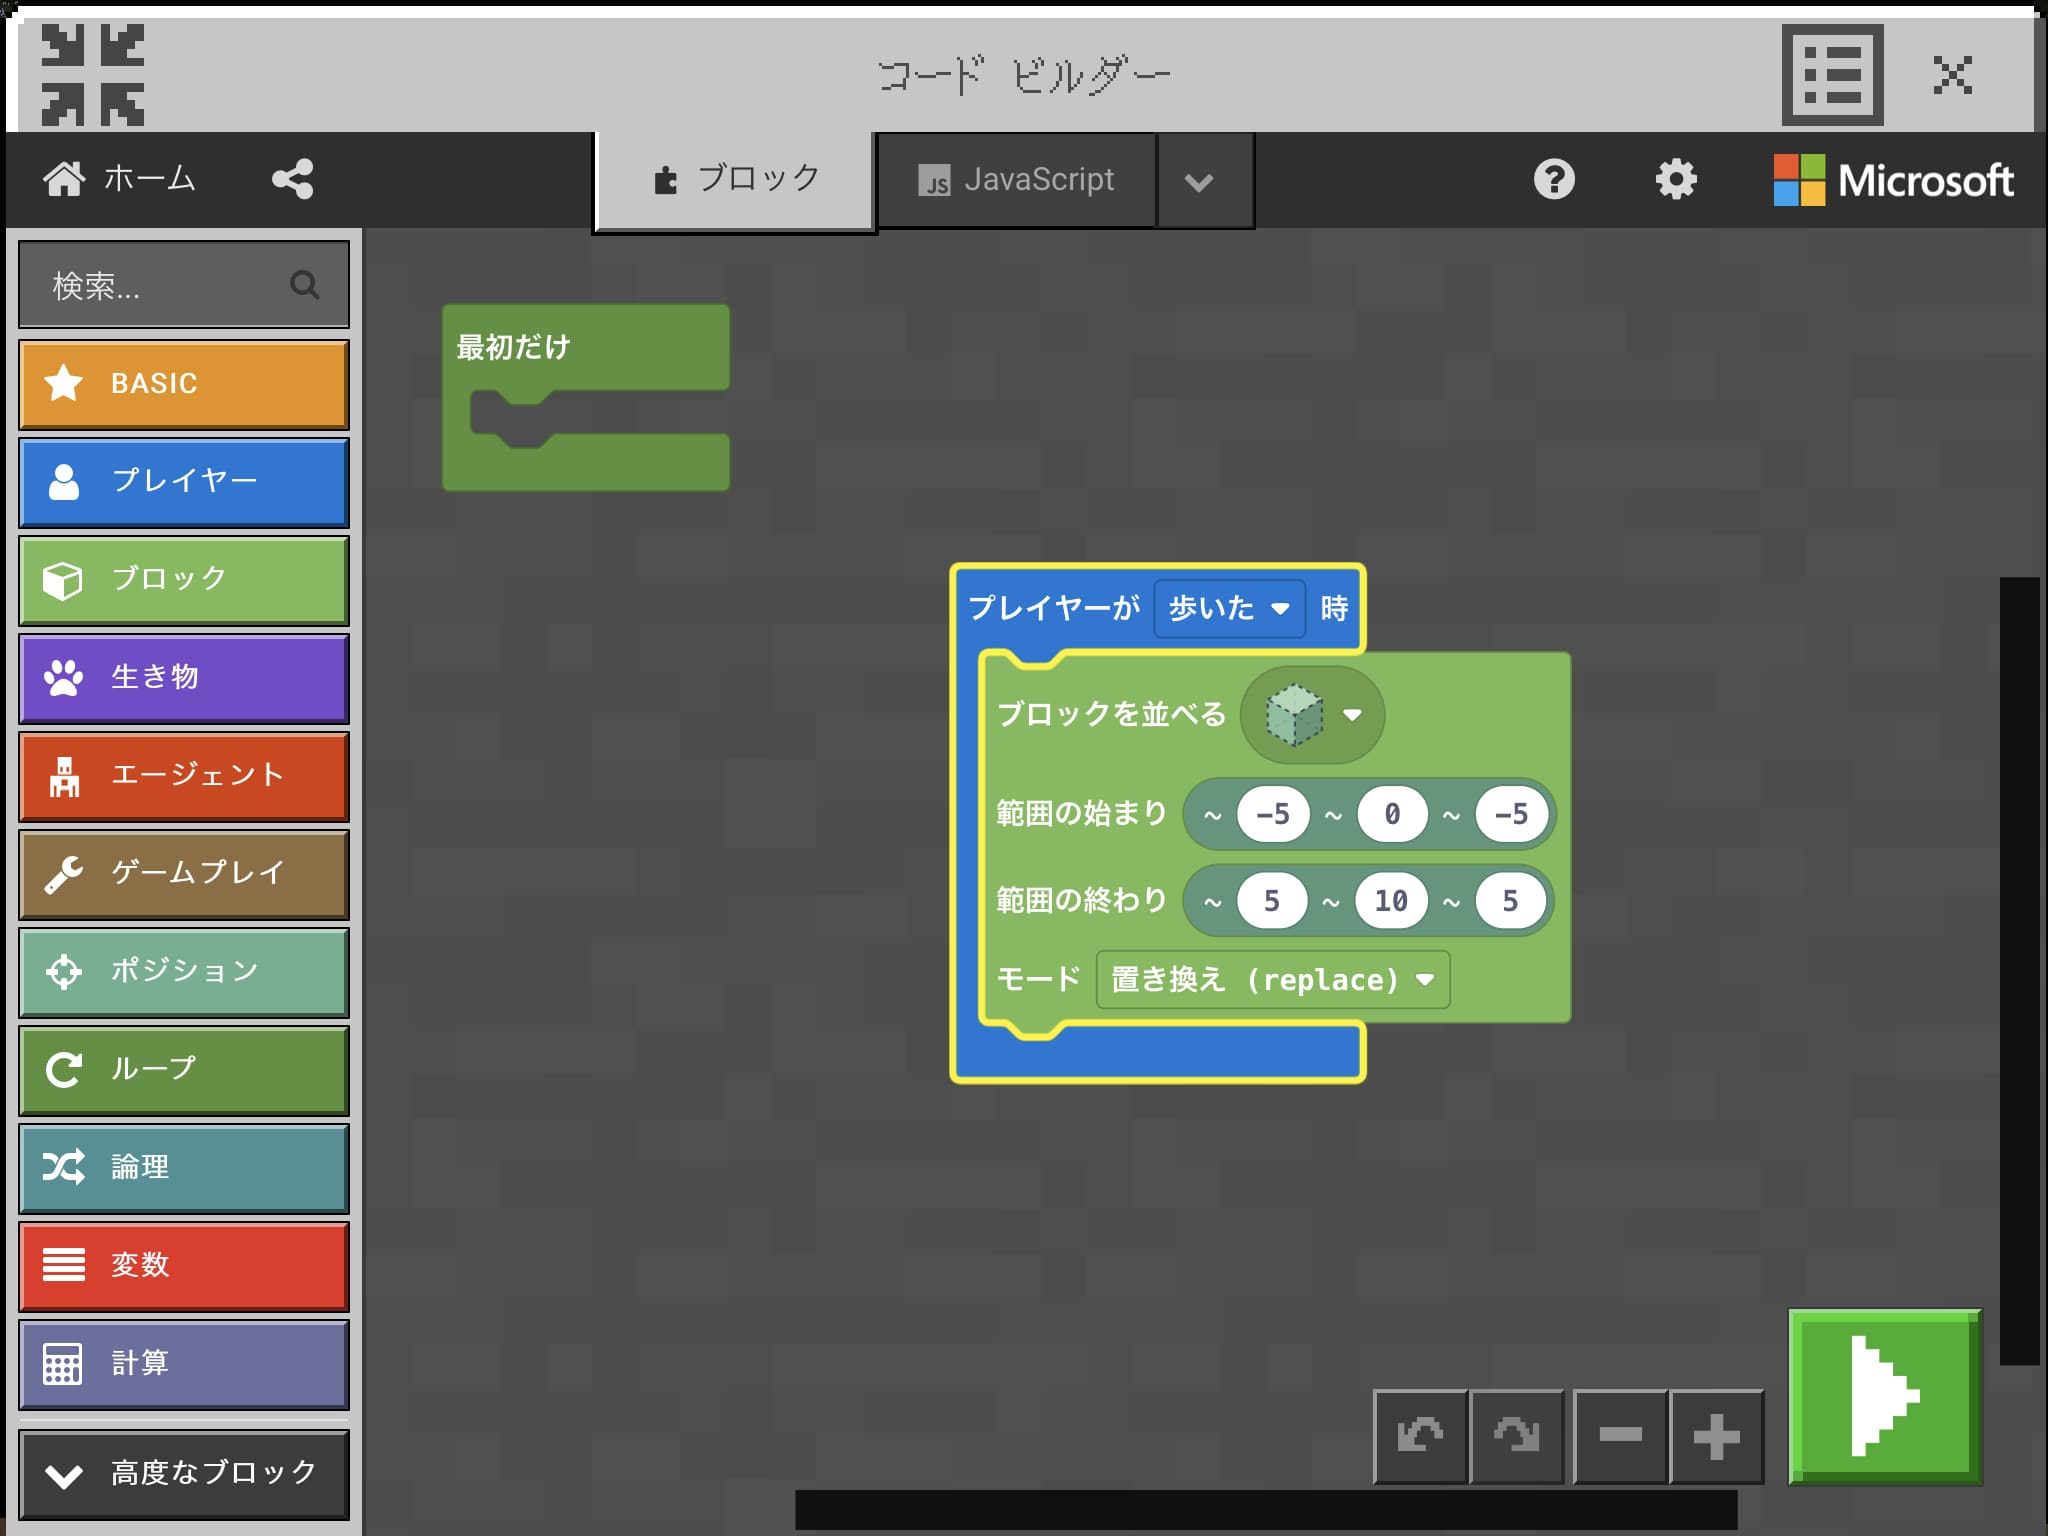 コード ビルダー
ホーム
ブロック
JS JavaScript
Microsoft
検索...
BASIC
プレイヤー
ブロック
生き物
エージェント
ゲームプレイ
ポジション
ループ
論理
変数
計算
高度なブロック
最初だけ
プレイヤーが 歩いた 時
ブロックを並べる
範囲の始まり ~ -5 ~ 0 ~ -5
範囲の終わり ~ 5 ~ 10 ~ 5
モード 置き換え (replace)